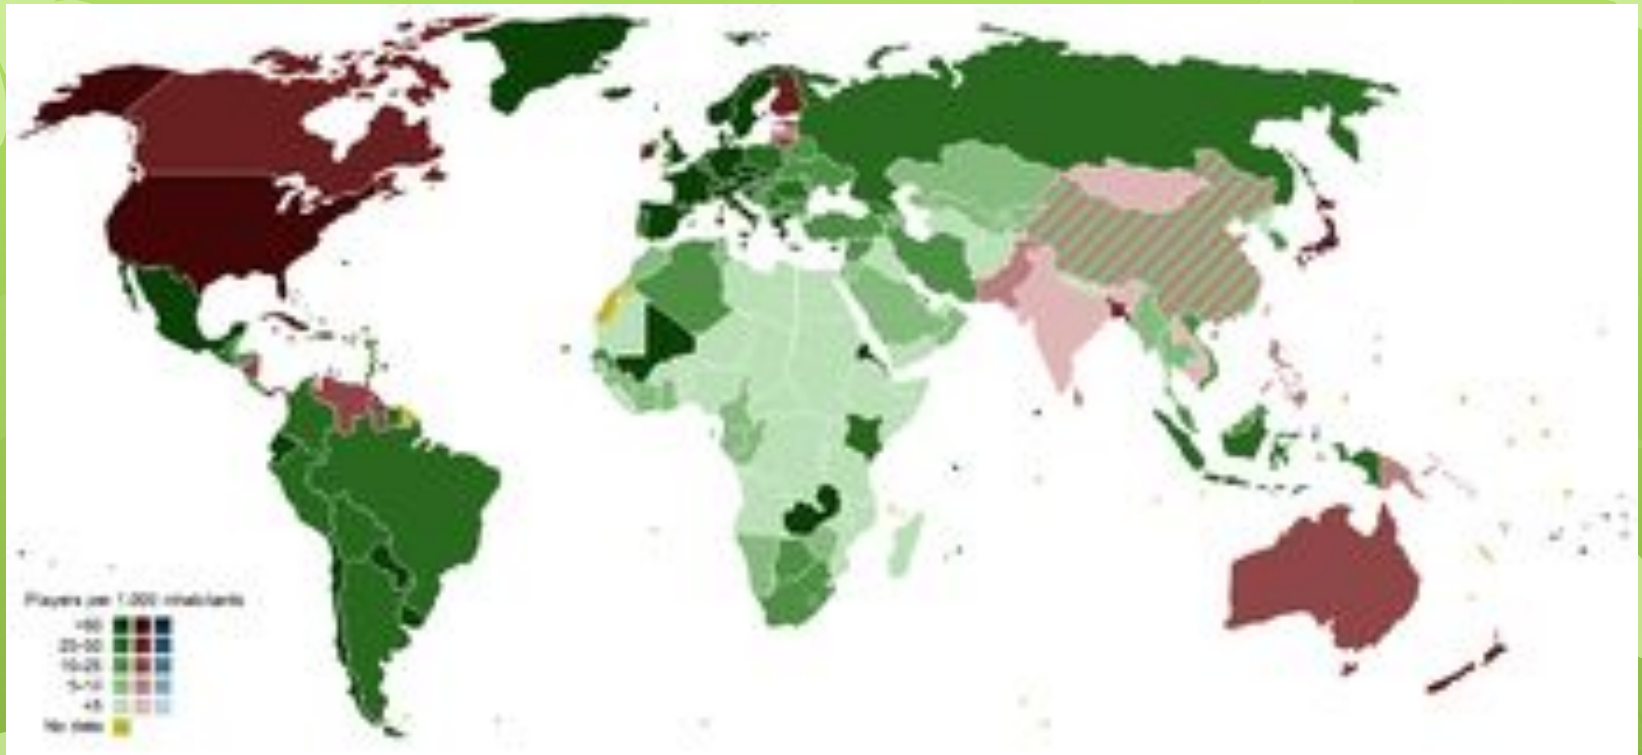 Players per 1.000 inhabitants
>50
25-50
10-25
5-10
<5
No data